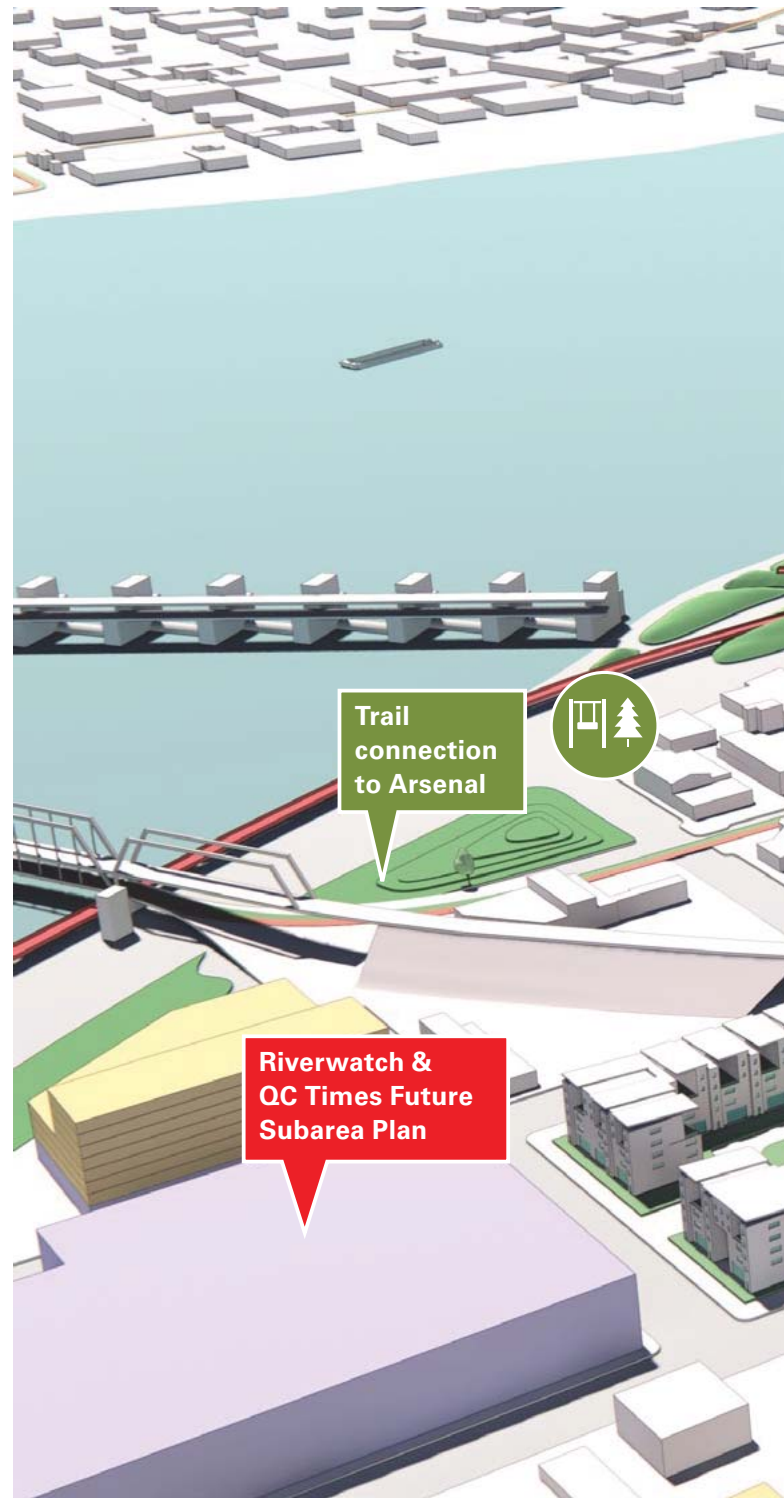 Trail
connection
to Arsenal
Riverwatch &
QC Times Future
Subarea Plan